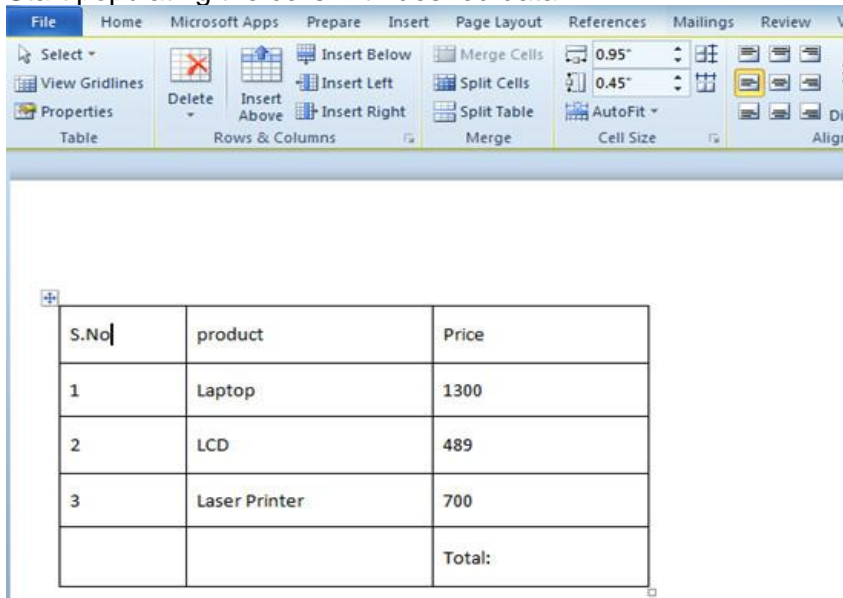 File Home Microsoft Apps Prepare Insert Page Layout References Mailings Review
Select Insert Below Merge Cells 0.95"
View Gridlines Delete Insert Above Insert Left Split Cells 0.45"
Properties Insert Right Split Table AutoFit
Table Rows & Columns Merge Cell Size
S.No product Price
1 Laptop 1300
2 LCD 489
3 Laser Printer 700
Total: